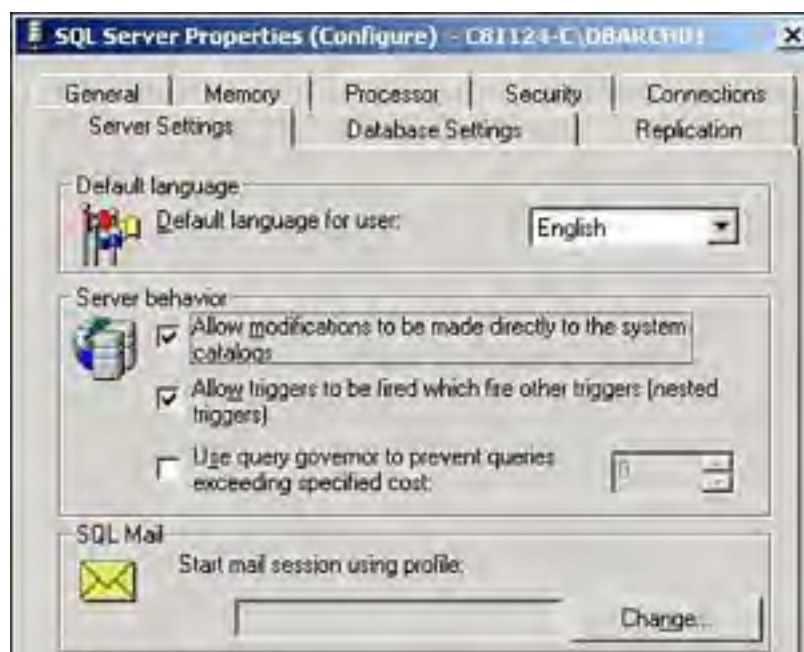 SQL Server Properties (Configure) - C81124-C\DBARCH01
General Memory Processor Security Connections
Server Settings Database Settings Replication
Default language
Default language for user:
English
Server behavior
Allow modifications to be made directly to the system
catalogs
Allow triggers to be fired which fire other triggers (nested
triggers)
Use query governor to prevent queries
exceeding specified cost:
0
SQL Mail
Start mail session using profile:
Change...